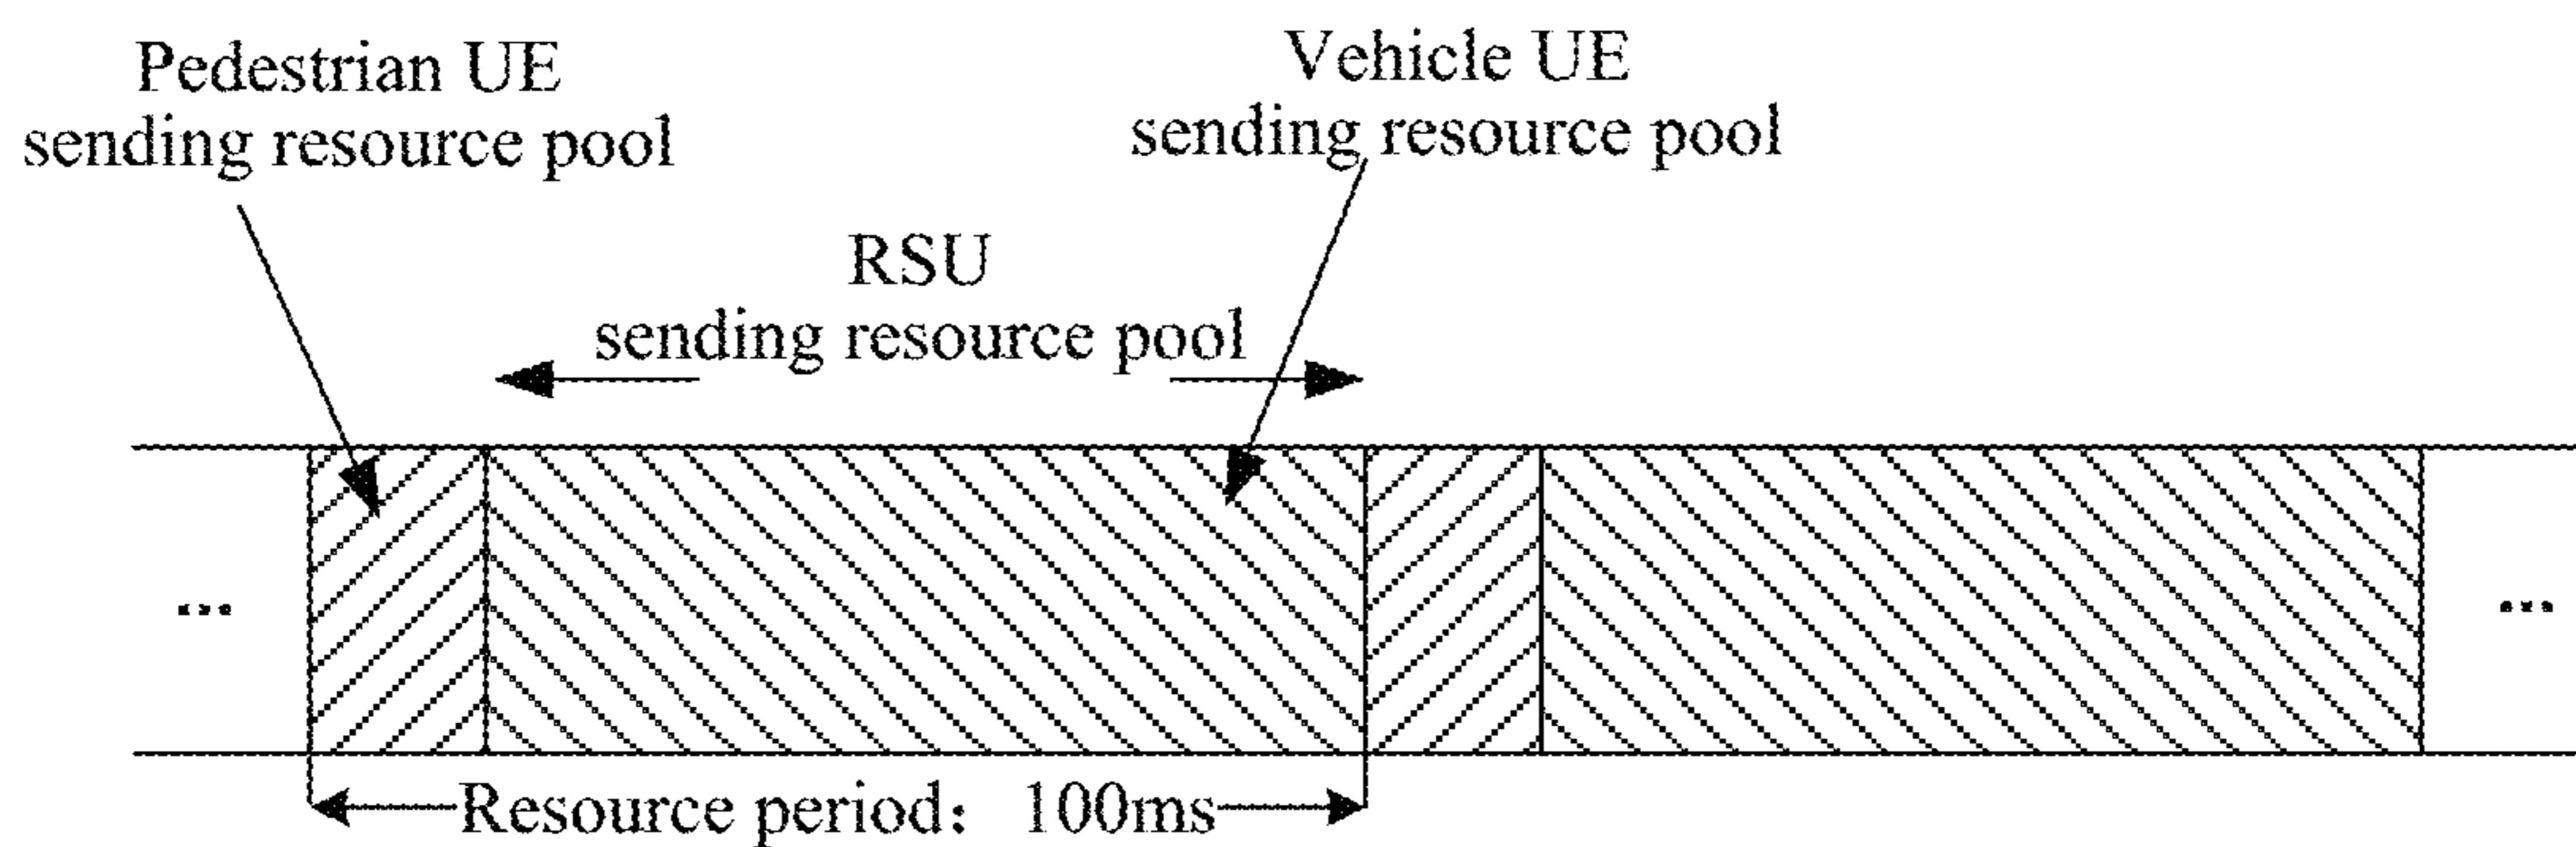 Pedestrian UE
sending resource pool
Vehicle UE
sending resource pool
RSU
sending resource pool
...
...
Resource period: 100ms